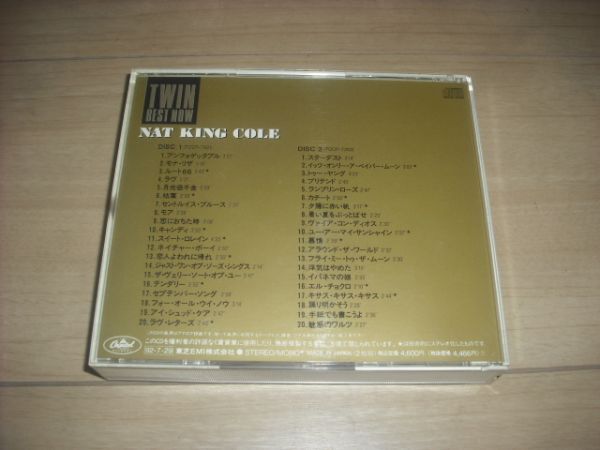 TWIN
BEST NOW
NAT KING COLE
DISC 1
1.アンフォゲッタブル
2.モナ・リザ
3.ルート66
4.ラヴ
5.月光価千金
6.枯葉
7.セントルイス・ブルース
8.モア
9.恋におちた時
10.キャンディ
11.スイート・ロレイン
12.ネイチャー・ボーイ
13.恋人よわれに帰れ
14.ジャスト・ワン・オブ・ゾーズ・シングス
15.ザ・ヴェリー・ソート・オブ・ユー
16.テンダリー
17.セプテンバー・ソング
18.フォー・オール・ウイ・ノウ
19.アイ・シュッド・ケア
20.ラヴ・レターズ
DISC 2
1.スターダスト
2.イッツ・オンリー・ア・ペイパー・ムーン
3.トゥー・ヤング
4.プリテンド
5.ランブリン・ローズ
6.カチート
7.夕陽に赤い帆
8.暑い夏をぶっとばせ
9.ヴァイア・コン・ディオス
10.ユー・アー・マイ・サンシャイン
11.慕情
12.アラウンド・ザ・ワールド
13.フライ・ミー・トゥ・ザ・ムーン
14.浮気はやめた
15.イパネマの娘
16.エル・チョクロ
17.キサス・キサス・キサス
18.踊り明かそう
19.手紙でも書こうよ
20.魅惑のワルツ
Capitol
92・7・29 東芝EMI株式会社 STEREO/MONO MADE IN JAPAN